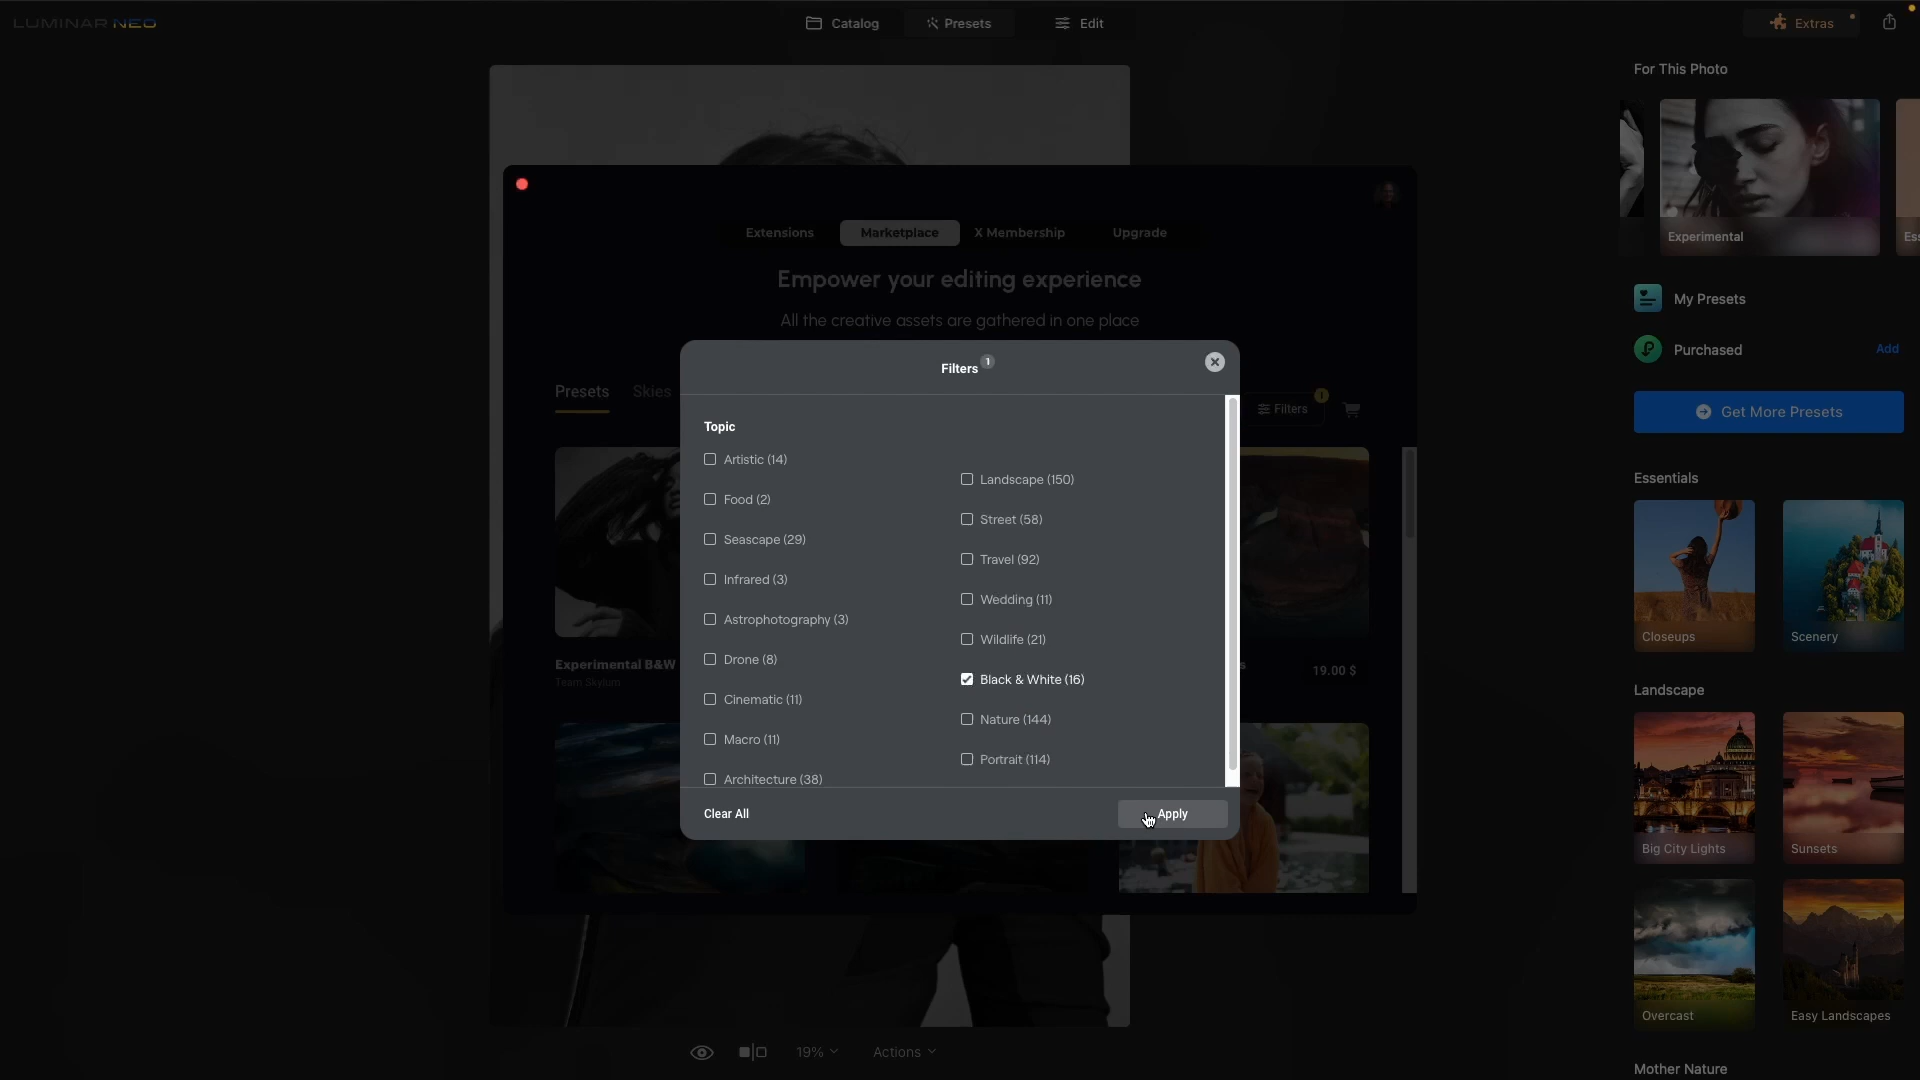 LUMINAR NEO
Catalog
Presets
Edit
Extras
For This Photo
Experimental
Ess
My Presets
Purchased
Add
Get More Presets
Essentials
Closeups
Scenery
Landscape
Big City Lights
Sunsets
Overcast
Easy Landscapes
Mother Nature
Extensions
Marketplace
X Membership
Upgrade
Empower your editing experience
All the creative assets are gathered in one place
Presets
Skies
Filters
1
Experimental B&W
Team Skylum
s
19.00 $
Filters 1
Topic
Artistic (14)
Food (2)
Seascape (29)
Infrared (3)
Astrophotography (3)
Drone (8)
Cinematic (11)
Macro (11)
Architecture (38)
Landscape (150)
Street (58)
Travel (92)
Wedding (11)
Wildlife (21)
Black & White (16)
Nature (144)
Portrait (114)
Clear All
Apply
19%
Actions